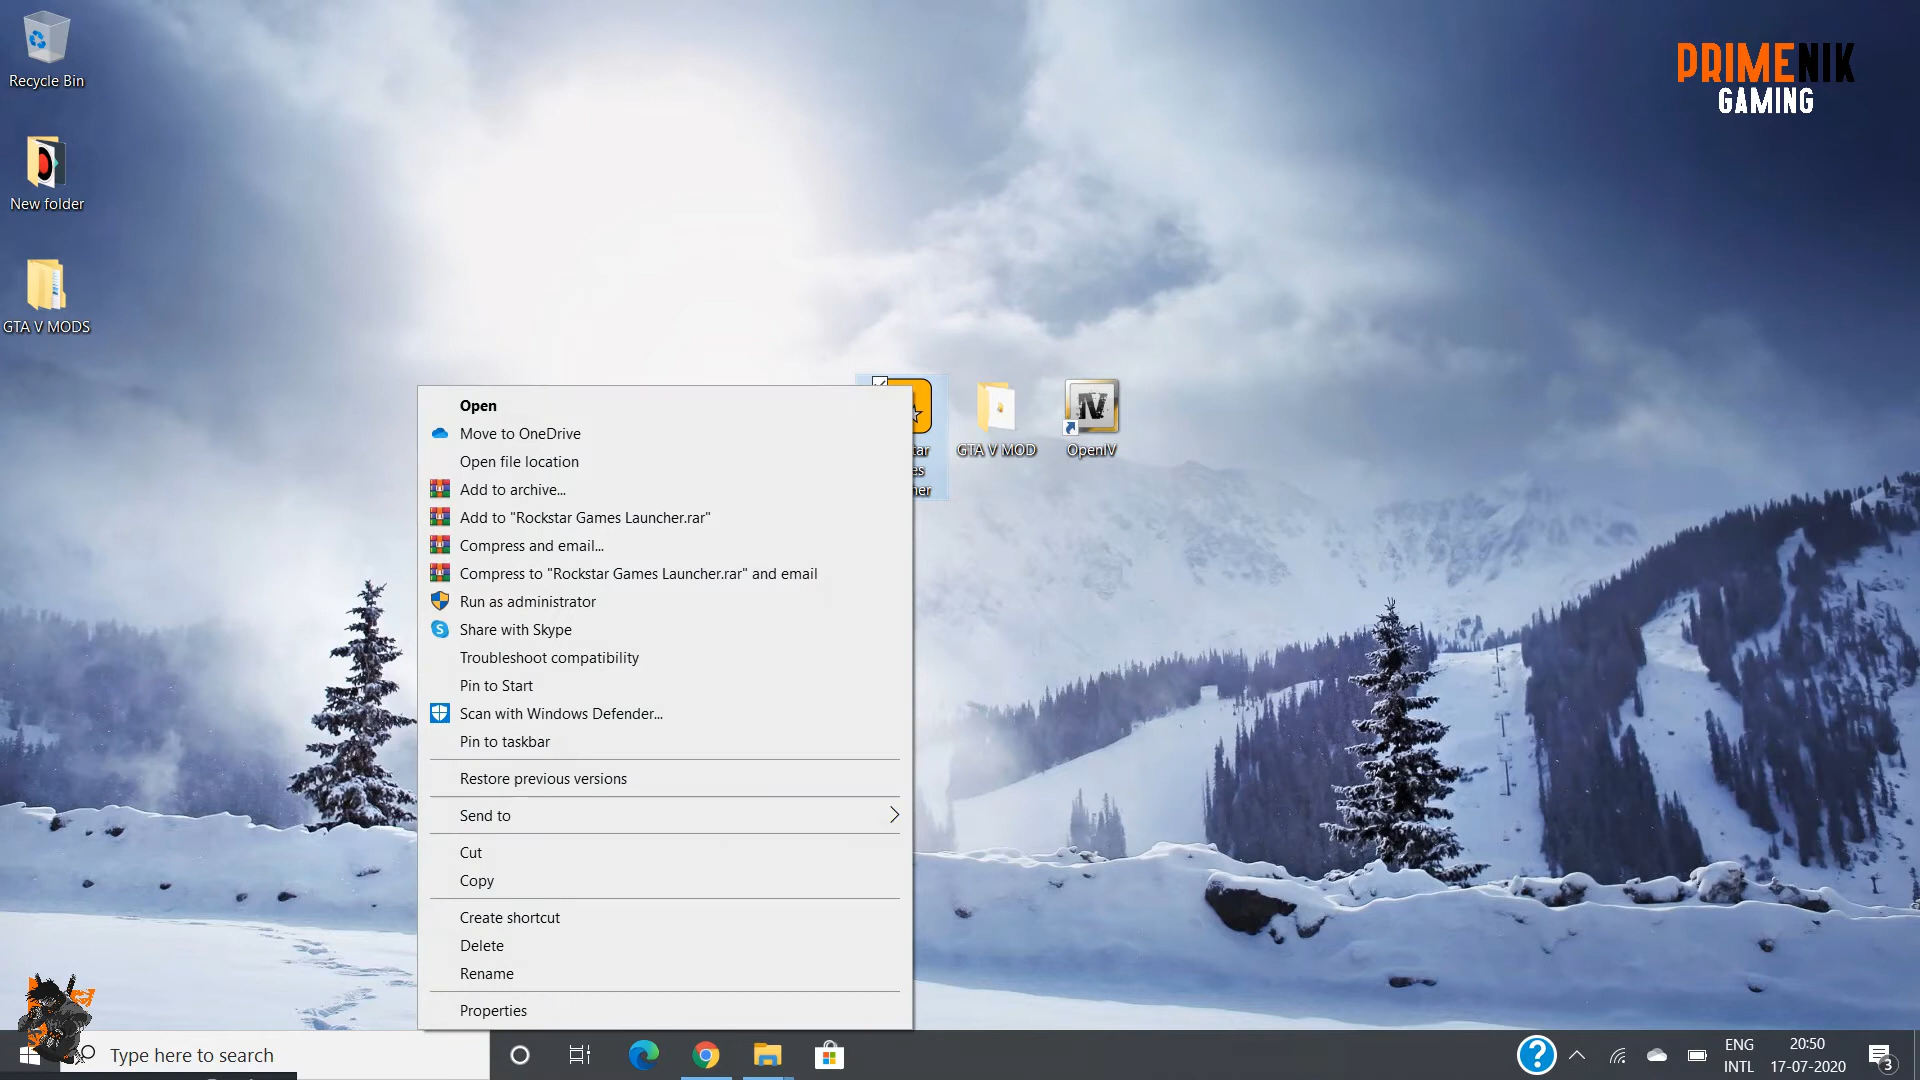 Recycle Bin
New folder
GTA V MODS
PRIMENIK
GAMING
GTA V MOD
OpenIV
Open
Move to OneDrive
Open file location
Add to archive...
Add to "Rockstar Games Launcher.rar"
Compress and email...
Compress to "Rockstar Games Launcher.rar" and email
Run as administrator
Share with Skype
Troubleshoot compatibility
Pin to Start
Scan with Windows Defender...
Pin to taskbar
Restore previous versions
Send to
Cut
Copy
Create shortcut
Delete
Rename
Properties
Type here to search
ENG
INTL
20:50
17-07-2020
3